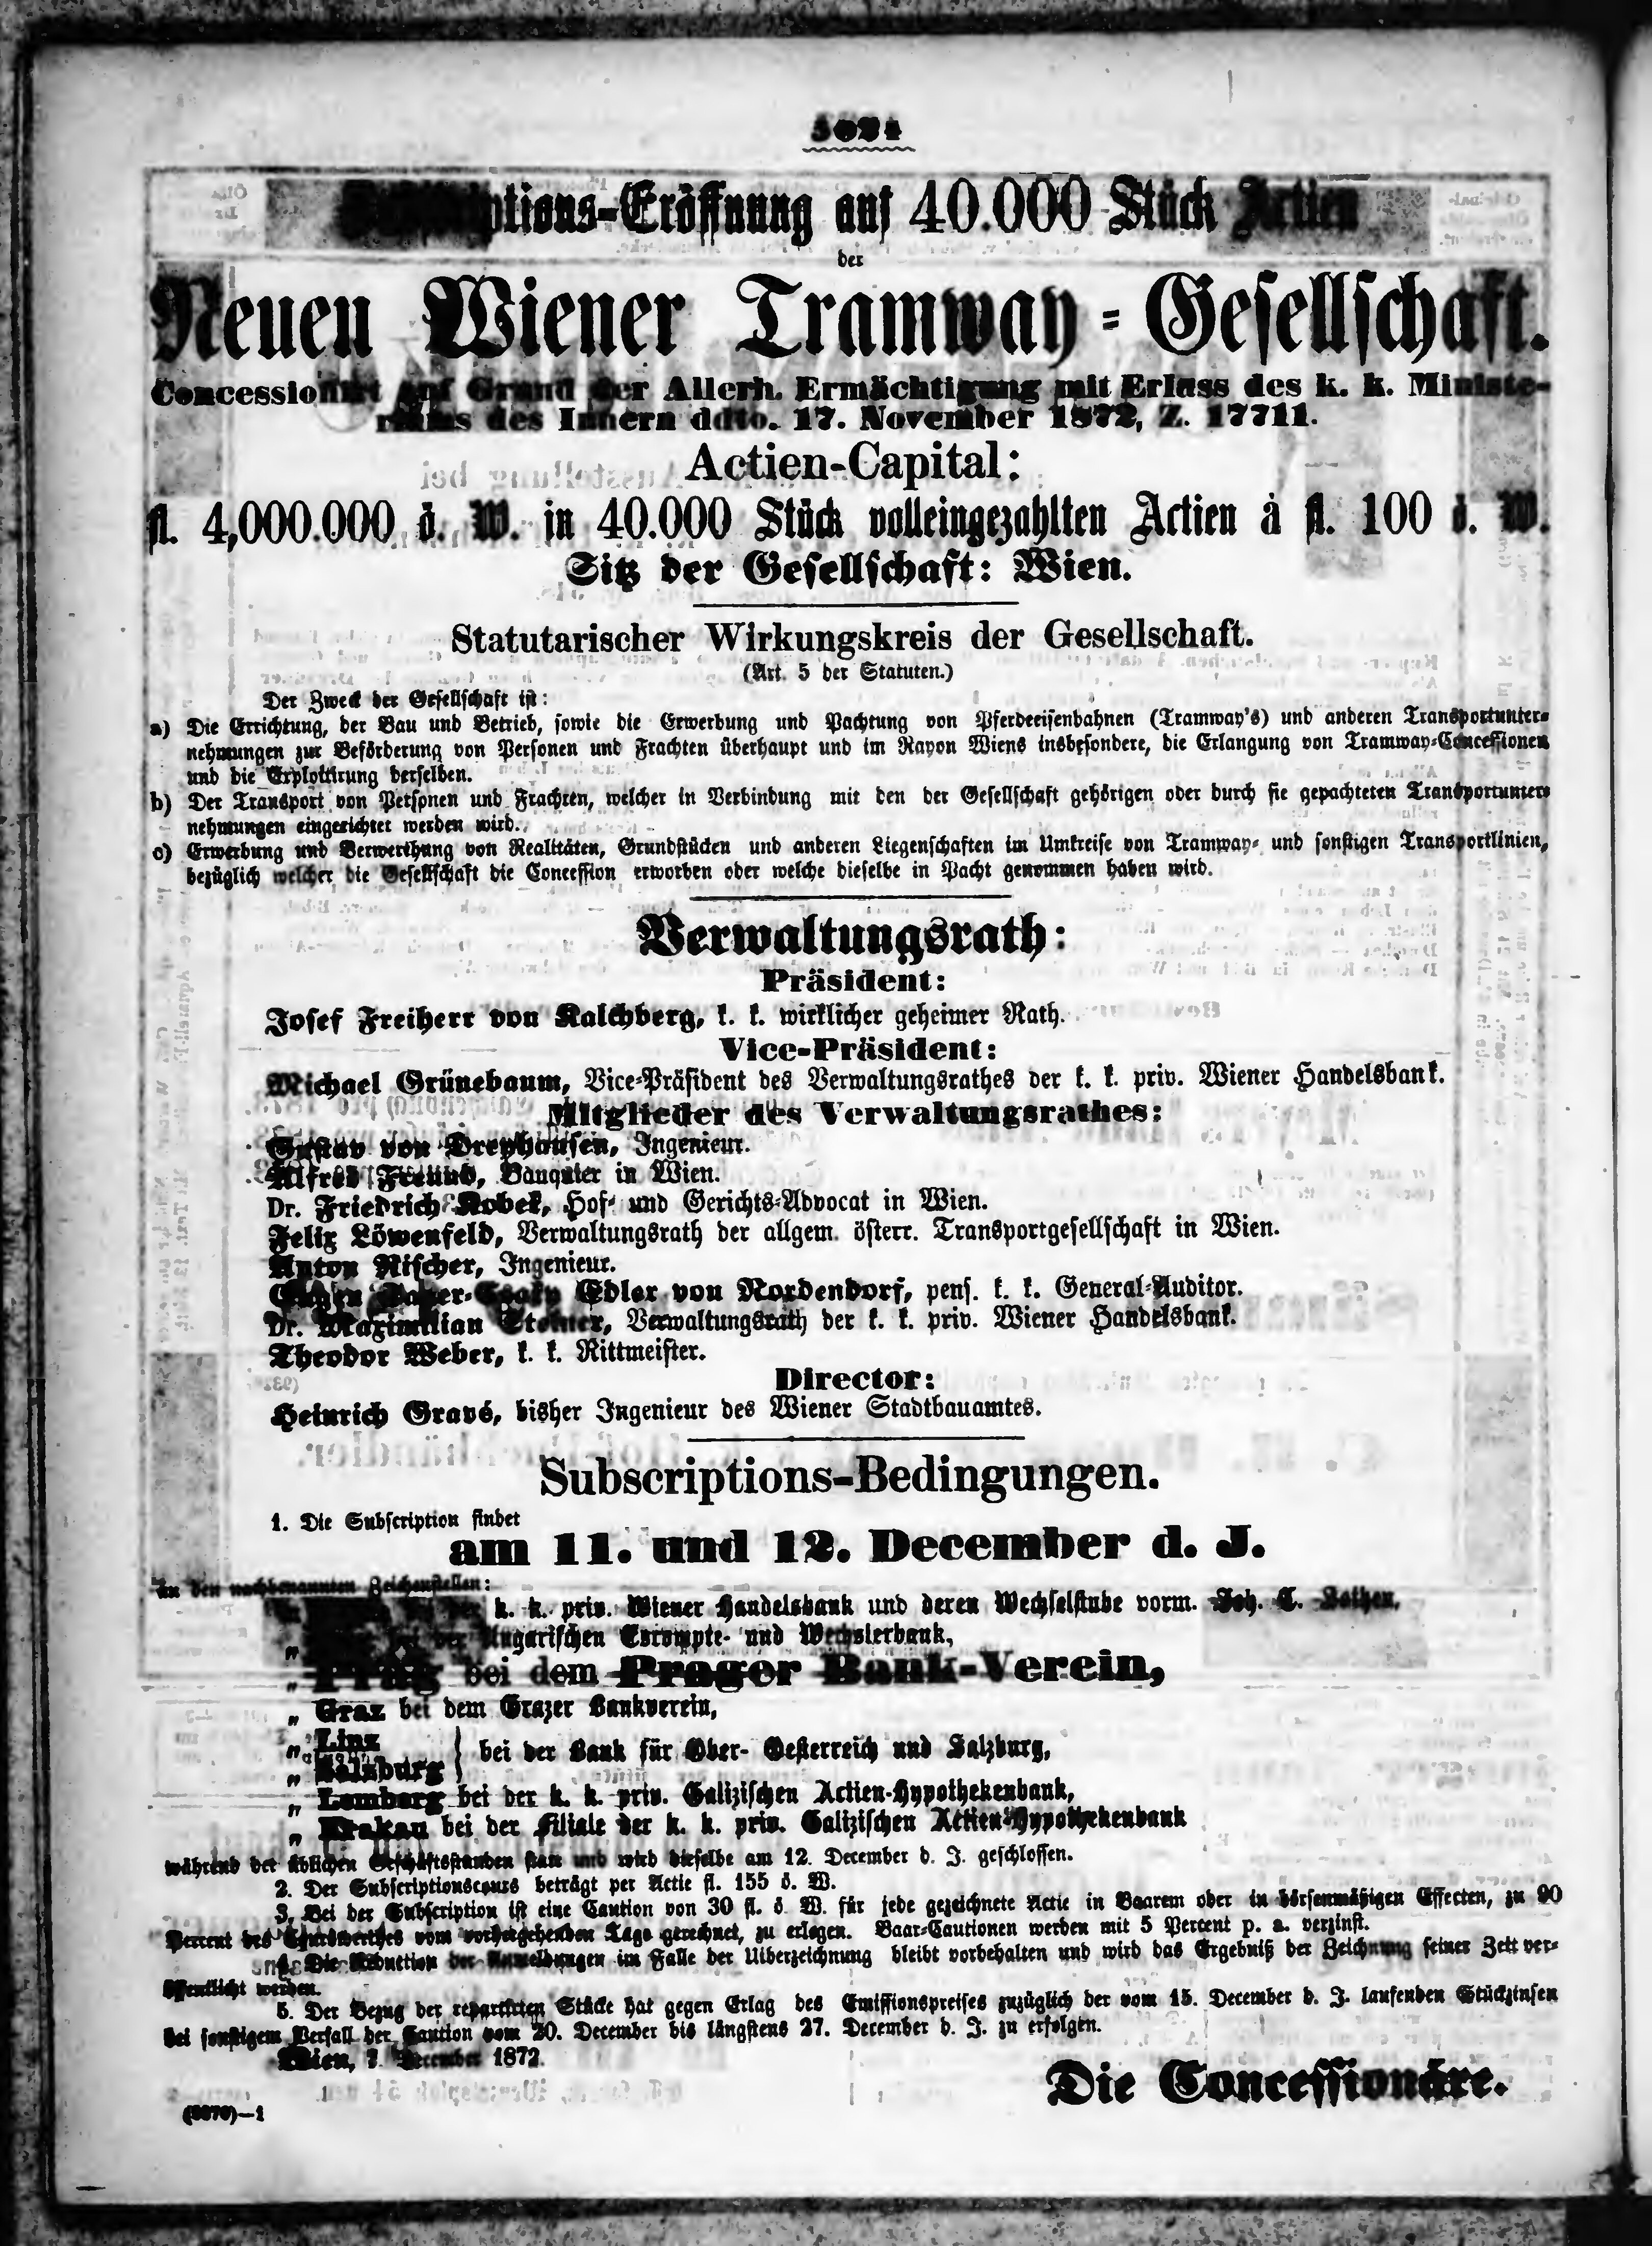 Subscriptions-Eröffnung auf 40.000 Stück Actien
der
Neuen Wiener Tramway-Gesellschaft.
Concessionirt auf Grund der Allerh. Ermächtigung mit Erlass des k. k. Ministe-
riums des Innern ddto. 17. November 1872, Z. 17711.
Actien-Capital:
fl. 4,000.000 ö. W. in 40.000 Stück volleingezahlten Actien à fl. 100 ö. W.
Sitz der Gesellschaft: Wien.
Statutarischer Wirkungskreis der Gesellschaft.
(Art. 5 der Statuten.)
Der Zweck der Gesellschaft ist:
a) Die Errichtung, der Bau und Betrieb, sowie die Erwerbung und Pachtung von Pferdeeisenbahnen (Tramway's) und anderen Transportunter-
nehmungen zur Beförderung von Personen und Frachten überhaupt und im Rayon Wiens insbesondere, die Erlangung von Tramway-Concessionen
und die Exploitirung derselben.
b) Der Transport von Personen und Frachten, welcher in Verbindung mit den der Gesellschaft gehörigen oder durch sie gepachteten Transportunter-
nehmungen eingerichtet werden wird.
c) Erwerbung und Verwerthung von Realitäten, Grundstücken und anderen Liegenschaften im Umkreise von Tramway- und sonstigen Transportlinien,
bezüglich welcher die Gesellschaft die Concession erworben oder welche dieselbe in Pacht genommen haben wird.
Verwaltungsrath:
Präsident:
Josef Freiherr von Kalchberg, k. k. wirklicher geheimer Rath.
Vice-Präsident:
Michael Grünebaum, Vice-Präsident des Verwaltungsrathes der k. k. priv. Wiener Handelsbank.
Mitglieder des Verwaltungsrathes:
Gustav von Dreyhausen, Ingenieur.
Alfred Freund, Banquier in Wien.
Dr. Friedrich Kobek, Hof- und Gerichts-Advocat in Wien.
Felix Löwenfeld, Verwaltungsrath der allgem. österr. Transportgesellschaft in Wien.
Anton Rischer, Ingenieur.
Edler von Nordendorf, pens. k. k. General-Auditor.
Dr. Maximilian Steiner, Verwaltungsrath der k. k. priv. Wiener Handelsbank.
Theodor Weber, k. k. Rittmeister.
Director:
Heinrich Gravé, bisher Ingenieur des Wiener Stadtbauamtes.
Subscriptions-Bedingungen.
1. Die Subscription findet
am 11. und 12. December d. J.
an den nachbenannten Zeichenstellen:
k. k. priv. Wiener Handelsbank und deren Wechselstube vorm. Joh. C. Sothen,
„ der Ungarischen Escompte- und Wechslerbank,
„ Prag bei dem Prager Bank-Verein,
„ Graz bei dem Grazer Bankverein,
„ Linz
„ Salzburg } bei der Bank für Ober-Oesterreich und Salzburg,
„ Lemberg bei der k. k. priv. Galizischen Actien-Hypothekenbank,
„ Krakau bei der Filiale der k. k. priv. Galizischen Actien-Hypothekenbank
während der üblichen Geschäftsstunden statt und wird dieselbe am 12. December d. J. geschlossen.
2. Der Subscriptionscours beträgt per Actie fl. 155 ö. W.
3. Bei der Subscription ist eine Caution von 30 fl. ö. W. für jede gezeichnete Actie in Baarem oder in börsenmäßigen Effecten, zu 90
Percent des Courswerthes vom vorhergehenden Tage gerechnet, zu erlegen. Baar-Cautionen werden mit 5 Percent p. a. verzinst.
4. Die Reduction der Anmeldungen im Falle der Uiberzeichnung bleibt vorbehalten und wird das Ergebniß der Zeichnung seiner Zeit ver-
öffentlicht werden.
5. Der Bezug der repartirten Stücke hat gegen Erlag des Emissionspreises zuzüglich der vom 15. December d. J. laufenden Stückzinsen
bei sonstigem Verfall der Caution vom 20. December bis längstens 27. December d. J. zu erfolgen.
Wien, 7. December 1872.
Die Concessionäre.